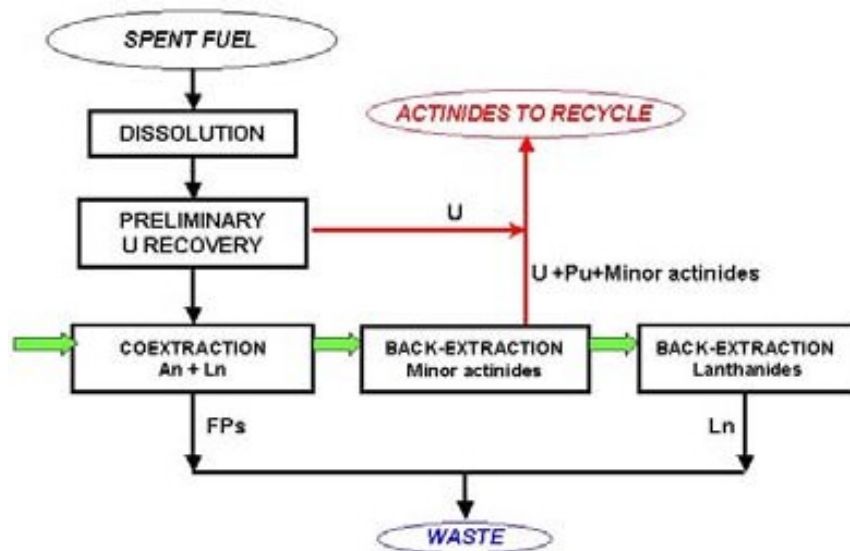 SPENT FUEL
ACTINIDES TO RECYCLE
DISSOLUTION
PRELIMINARY
U RECOVERY
U
U +Pu+Minor actinides
COEXTRACTION
An + Ln
BACK-EXTRACTION
Minor actinides
BACK-EXTRACTION
Lanthanides
FPs
Ln
WASTE